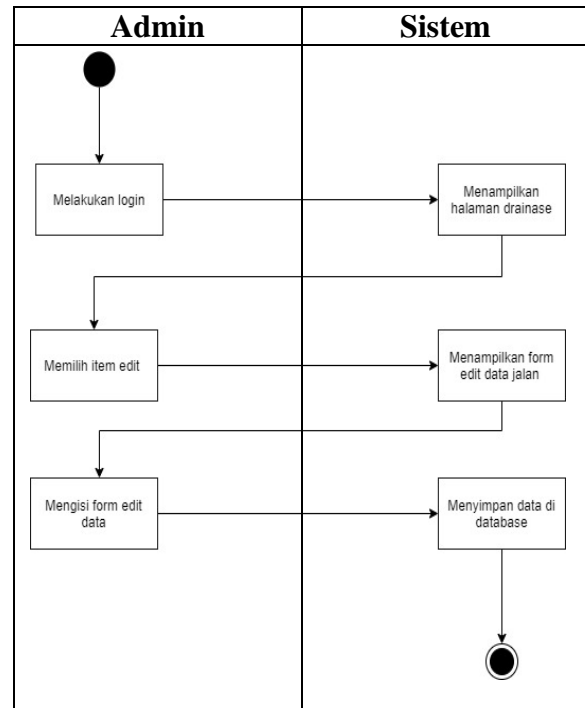 Admin
Sistem
Melakukan login
Menampilkan
halaman drainase
Memilih item edit
Menampilkan form
edit data jalan
Mengisi form edit
data
Menyimpan data di
database